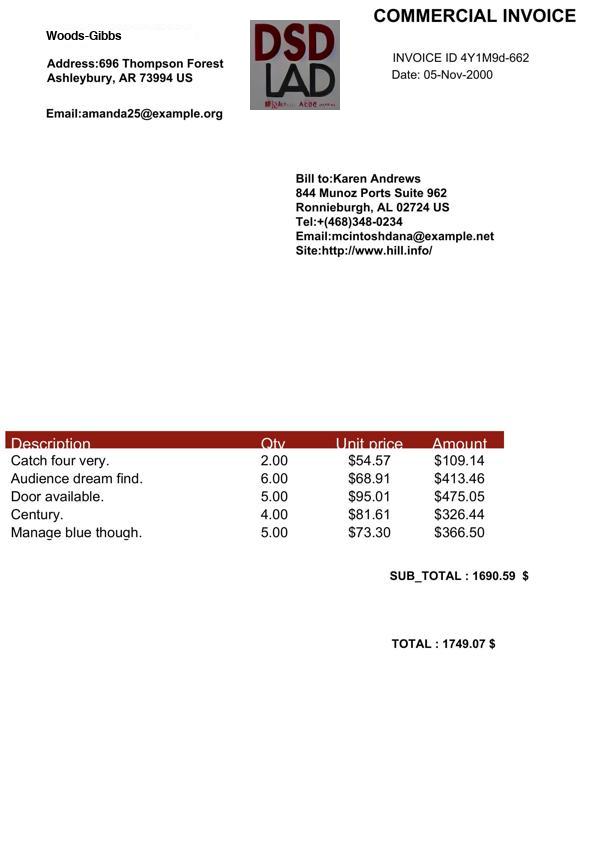 COMMERCIAL INVOICE
Woods-Gibbs
Address:696 Thompson Forest
Ashleybury, AR 73994 US
Email:amanda25@example.org
DSD
LAD
INVOICE ID 4Y1M9d-662
Date: 05-Nov-2000
Bill to:Karen Andrews
844 Munoz Ports Suite 962
Ronnieburgh, AL 02724 US
Tel:+(468)348-0234
Email:mcintoshdana@example.net
Site:http://www.hill.info/
Description Qty Unit price Amount
Catch four very. 2.00 $54.57 $109.14
Audience dream find. 6.00 $68.91 $413.46
Door available. 5.00 $95.01 $475.05
Century. 4.00 $81.61 $326.44
Manage blue though. 5.00 $73.30 $366.50
SUB_TOTAL : 1690.59 $
TOTAL : 1749.07 $